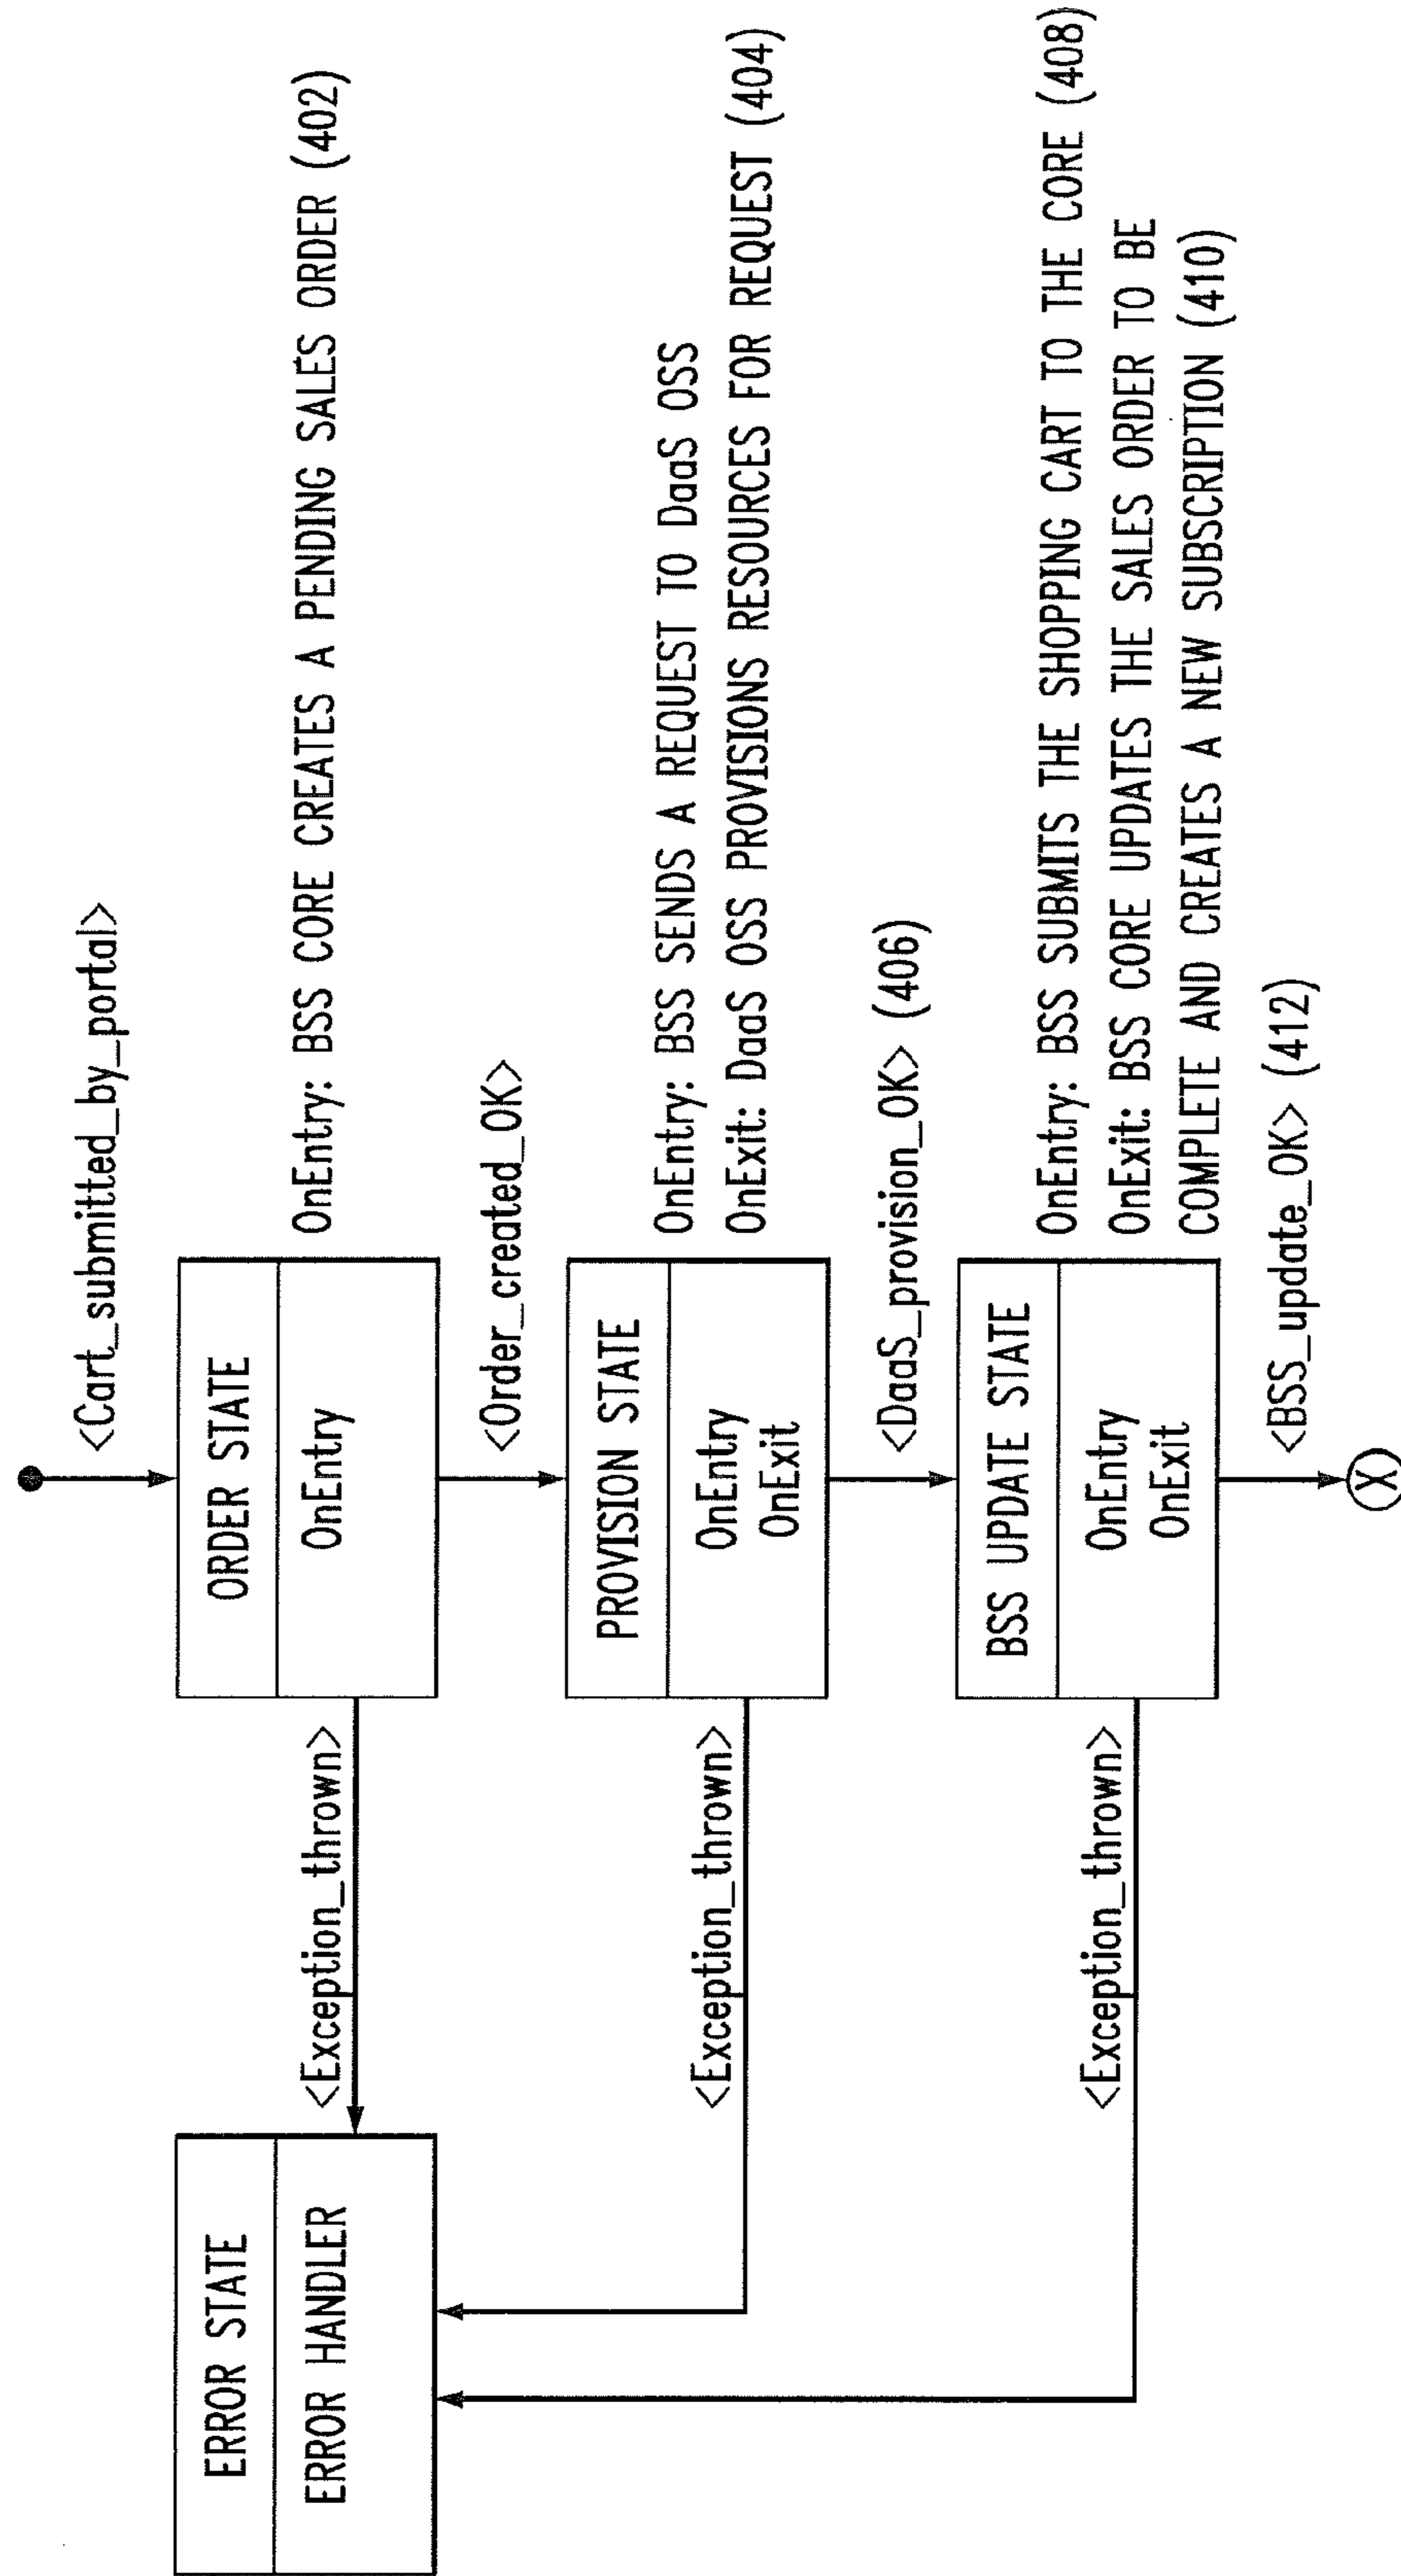 <Cart_submitted_by_portal>
ORDER STATE
OnEntry
OnEntry: BSS CORE CREATES A PENDING SALES ORDER (402)
<Exception_thrown>
ERROR STATE
ERROR HANDLER
<Order_created_OK>
PROVISION STATE
OnEntry
OnExit
OnEntry: BSS SENDS A REQUEST TO DaaS OSS
OnExit: DaaS OSS PROVISIONS RESOURCES FOR REQUEST (404)
<Exception_thrown>
<DaaS_provision_OK> (406)
BSS UPDATE STATE
OnEntry
OnExit
OnEntry: BSS SUBMITS THE SHOPPING CART TO THE CORE (408)
OnExit: BSS CORE UPDATES THE SALES ORDER TO BE
COMPLETE AND CREATES A NEW SUBSCRIPTION (410)
<Exception_thrown>
<BSS_update_OK> (412)
X